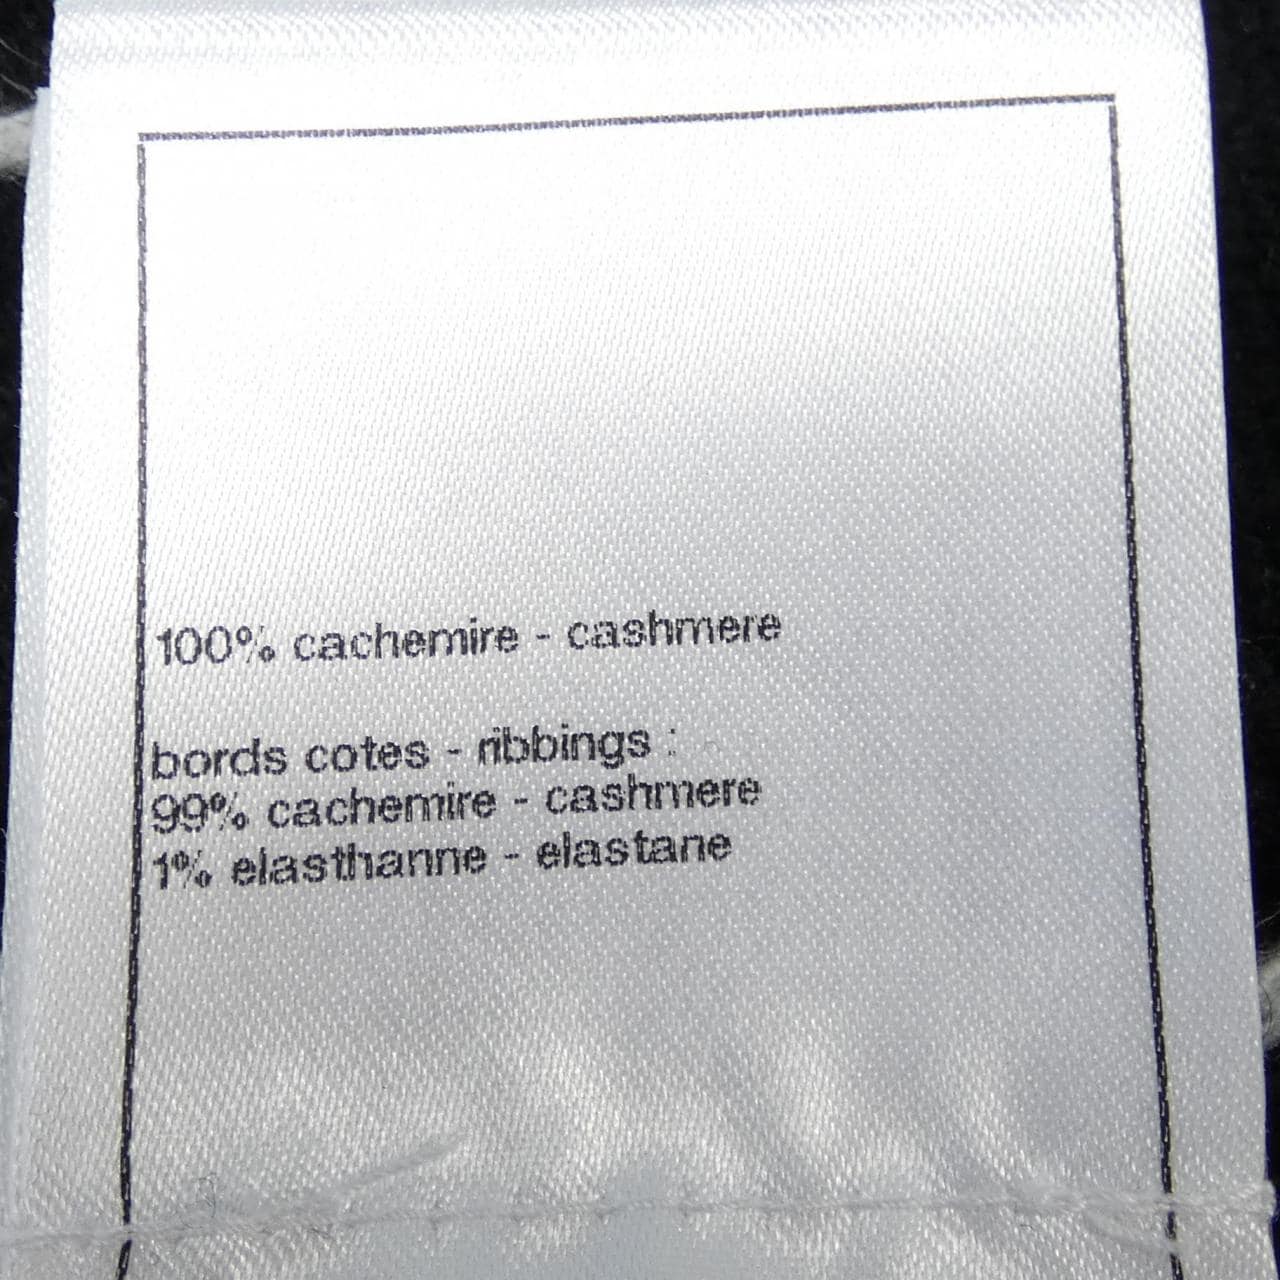 100% cachemire - cashmere
bords cotes - ribbings :
99% cachemire - cashmere
1% elasthanne - elastane